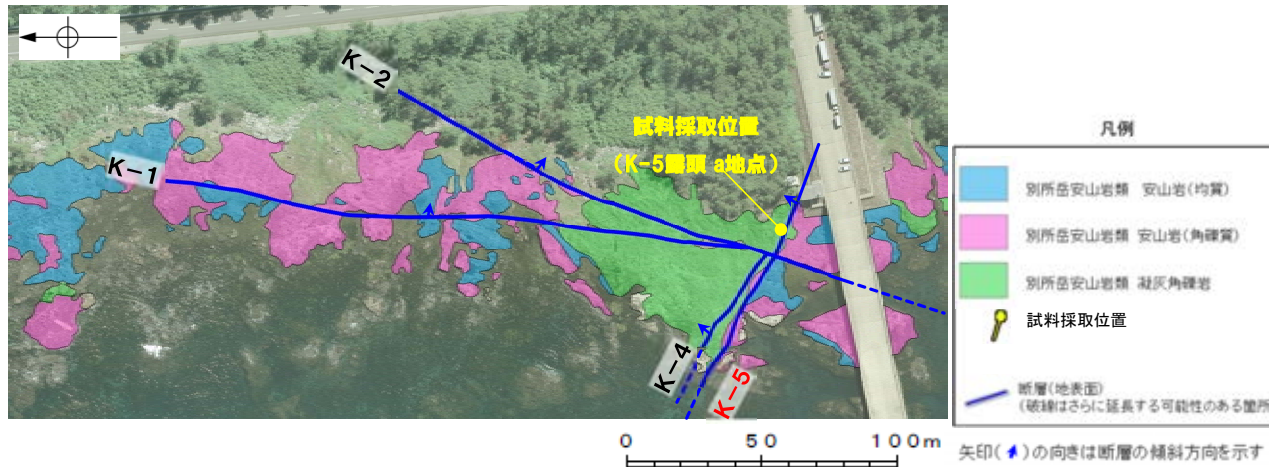 K-2
試料採取位置
(K-5露頭 a地点)
K-1
K-4
K-5
0 50 100m
凡例
別所岳安山岩類 安山岩(均質)
別所岳安山岩類 安山岩(角礫質)
別所岳安山岩類 凝灰角礫岩
試料採取位置
断層(地表面)
(破線はさらに延長する可能性のある箇所
矢印( )の向きは断層の傾斜方向を示す